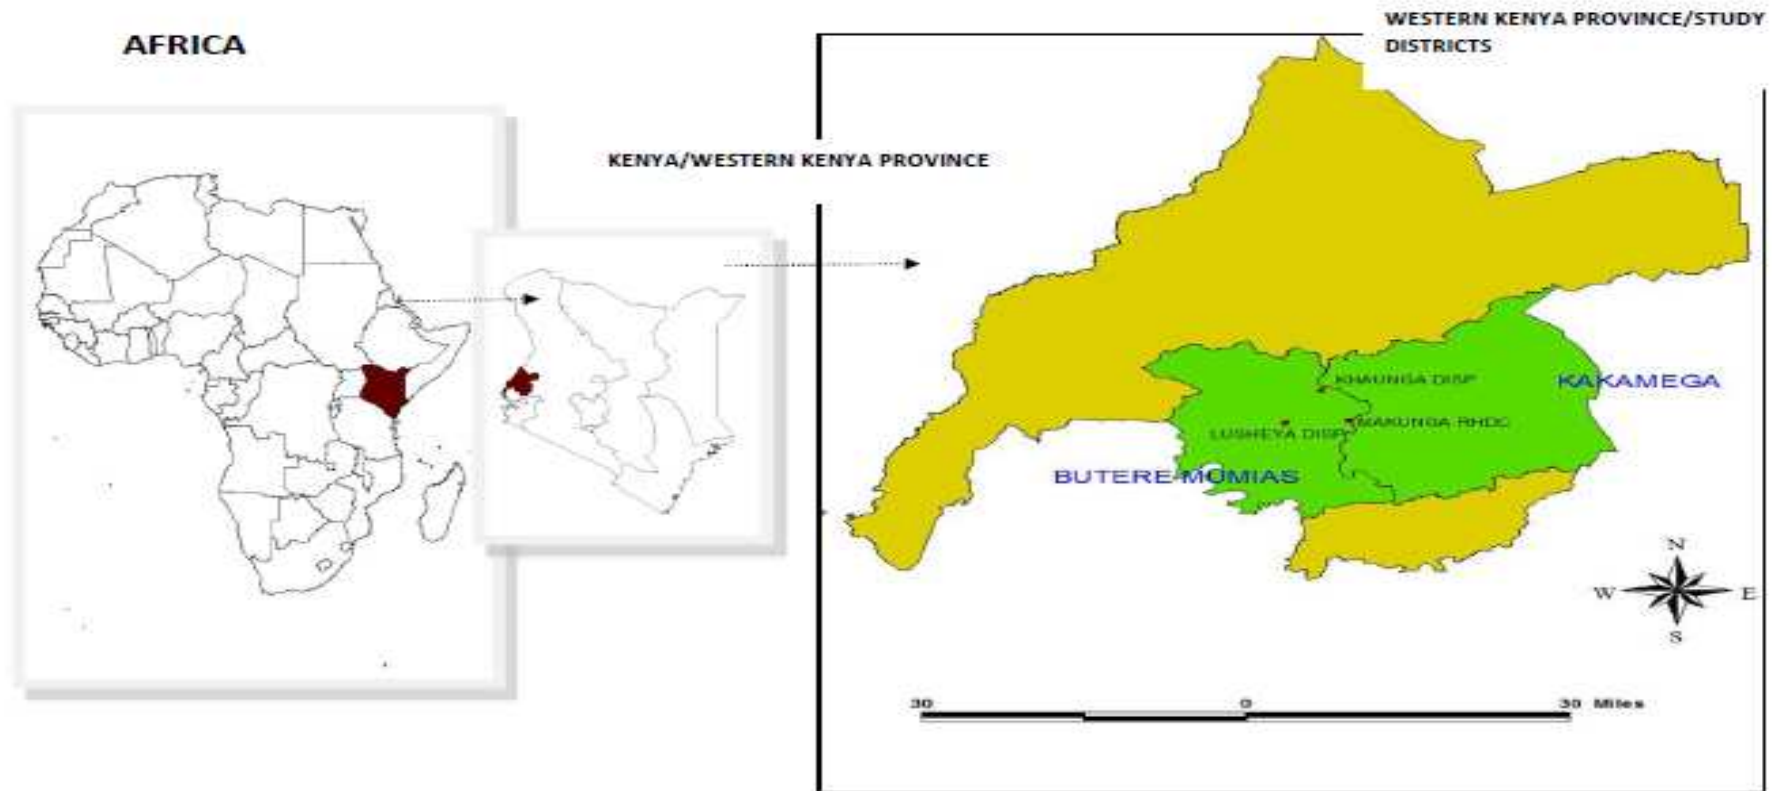 AFRICA
WESTERN KENYA PROVINCE/STUDY
DISTRICTS
KENYA/WESTERN KENYA PROVINCE
KHAUNGA DISP
KAKAMEGA
MAKUNGA RHDC
LUSHEYA DISP
BUTERE MUMIAS
N
W
E
S
30 0 30 Miles